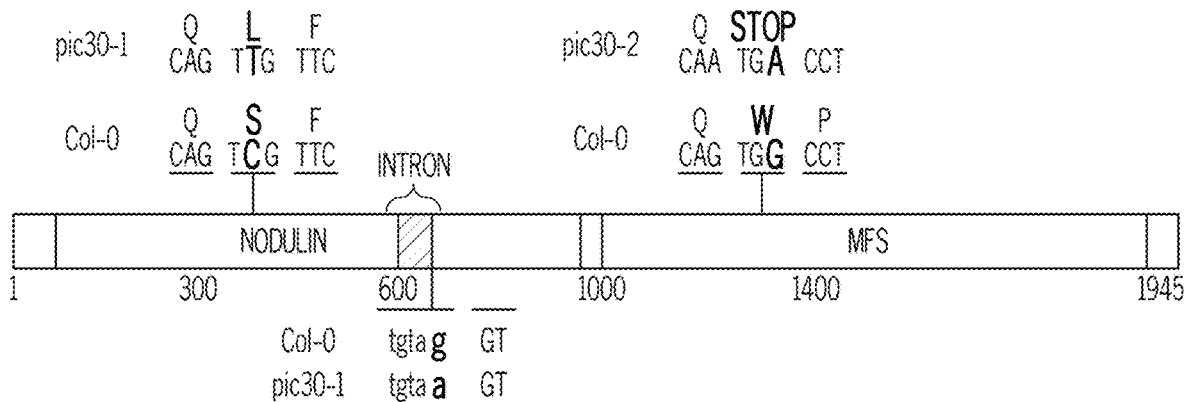 Q L F Q STOP
pic30-1 CAG TTG TTC pic30-2 CAA TGA CCT
Q S F Q W P
Col-0 CAG TCG TTC Col-0 CAG TGG CCT
INTRON
NODULIN MFS
1 300 600 1000 1400 1945
Col-0 tgta g GT
pic30-1 tgta a GT